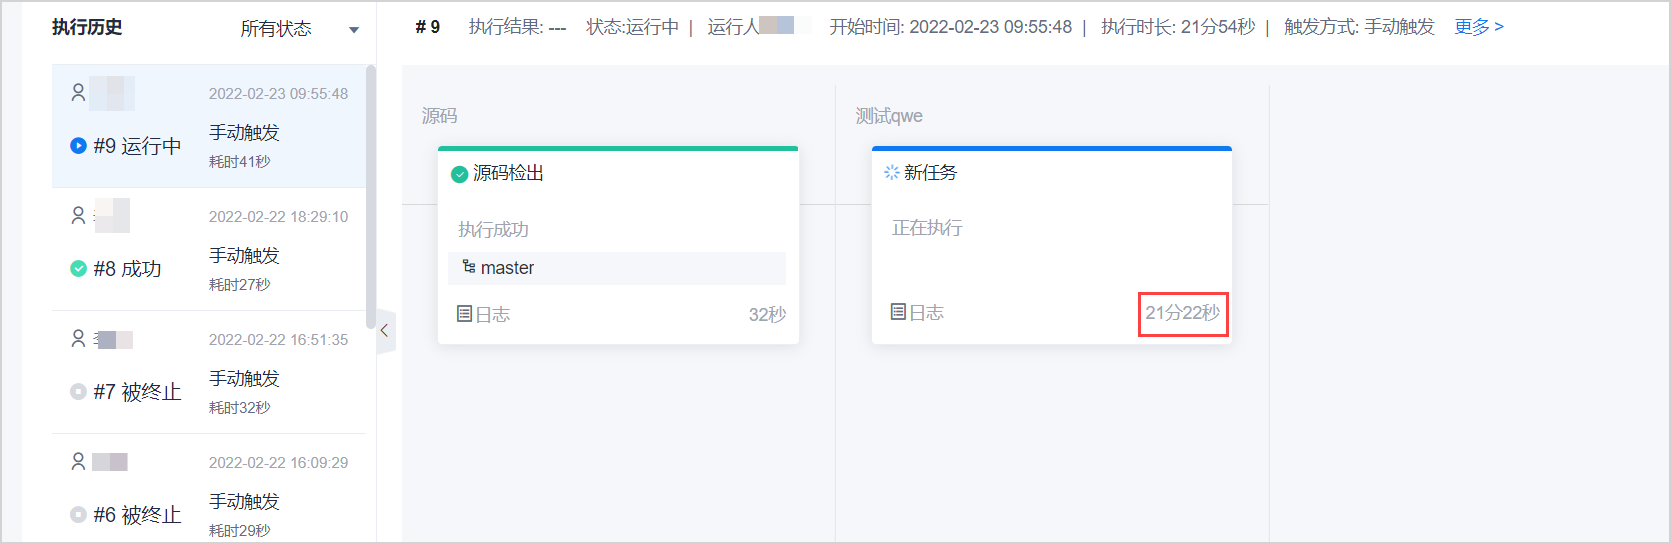 执行历史
所有状态
2022-02-23 09:55:48
#9 运行中
手动触发
耗时41秒
2022-02-22 18:29:10
#8 成功
手动触发
耗时27秒
2022-02-22 16:51:35
#7 被终止
手动触发
耗时32秒
2022-02-22 16:09:29
#6 被终止
手动触发
耗时29秒
# 9 执行结果: --- 状态:运行中 | 运行人 开始时间: 2022-02-23 09:55:48 | 执行时长: 21分54秒 | 触发方式: 手动触发 更多 >
源码
源码检出
执行成功
master
日志 32秒
测试qwe
新任务
正在执行
日志 21分22秒